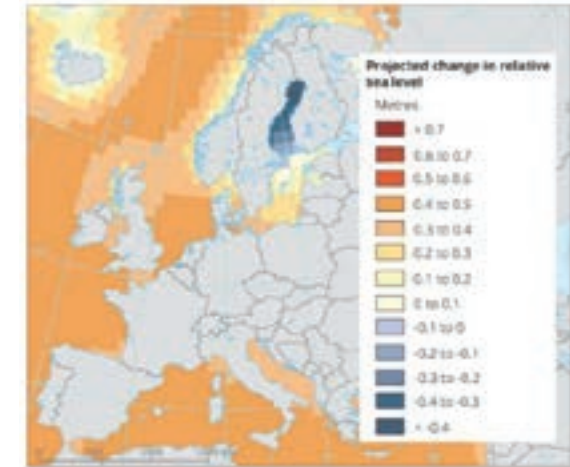 Projected change in relative
sea level
Metres
> 0.7
0.6 to 0.7
0.5 to 0.6
0.4 to 0.5
0.3 to 0.4
0.2 to 0.3
0.1 to 0.2
0 to 0.1
-0.1 to 0
-0.2 to -0.1
-0.3 to -0.2
-0.4 to -0.3
< -0.4